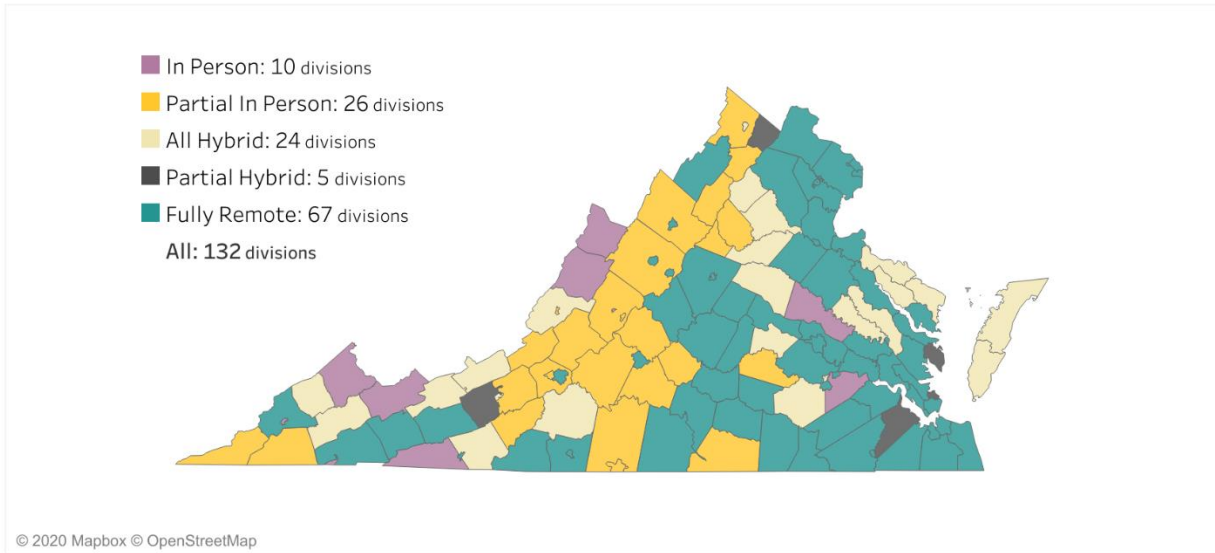 In Person: 10 divisions
Partial In Person: 26 divisions
All Hybrid: 24 divisions
Partial Hybrid: 5 divisions
Fully Remote: 67 divisions
All: 132 divisions
© 2020 Mapbox © OpenStreetMap